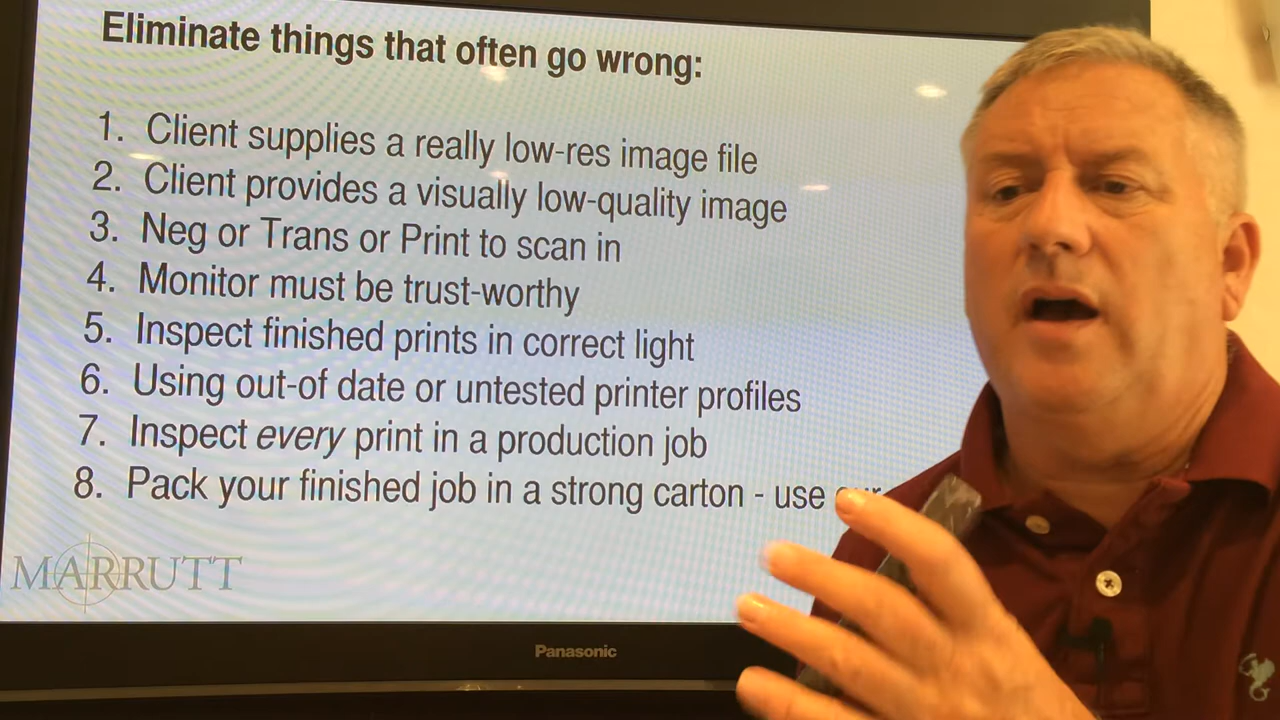 Eliminate things that often go wrong:
1. Client supplies a really low-res image file
2. Client provides a visually low-quality image
3. Neg or Trans or Print to scan in
4. Monitor must be trust-worthy
5. Inspect finished prints in correct light
6. Using out-of date or untested printer profiles
7. Inspect every print in a production job
8. Pack your finished job in a strong carton - use
MARRUTT
Panasonic